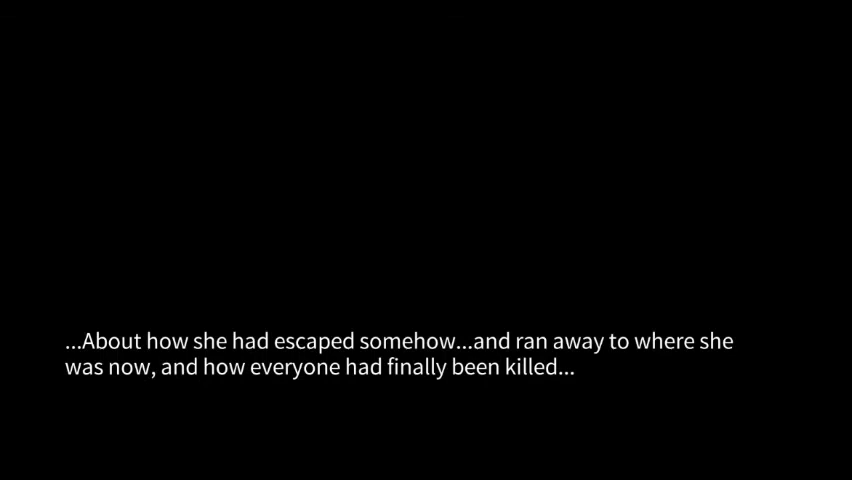 ...About how she had escaped somehow...and ran away to where she
was now, and how everyone had finally been killed...